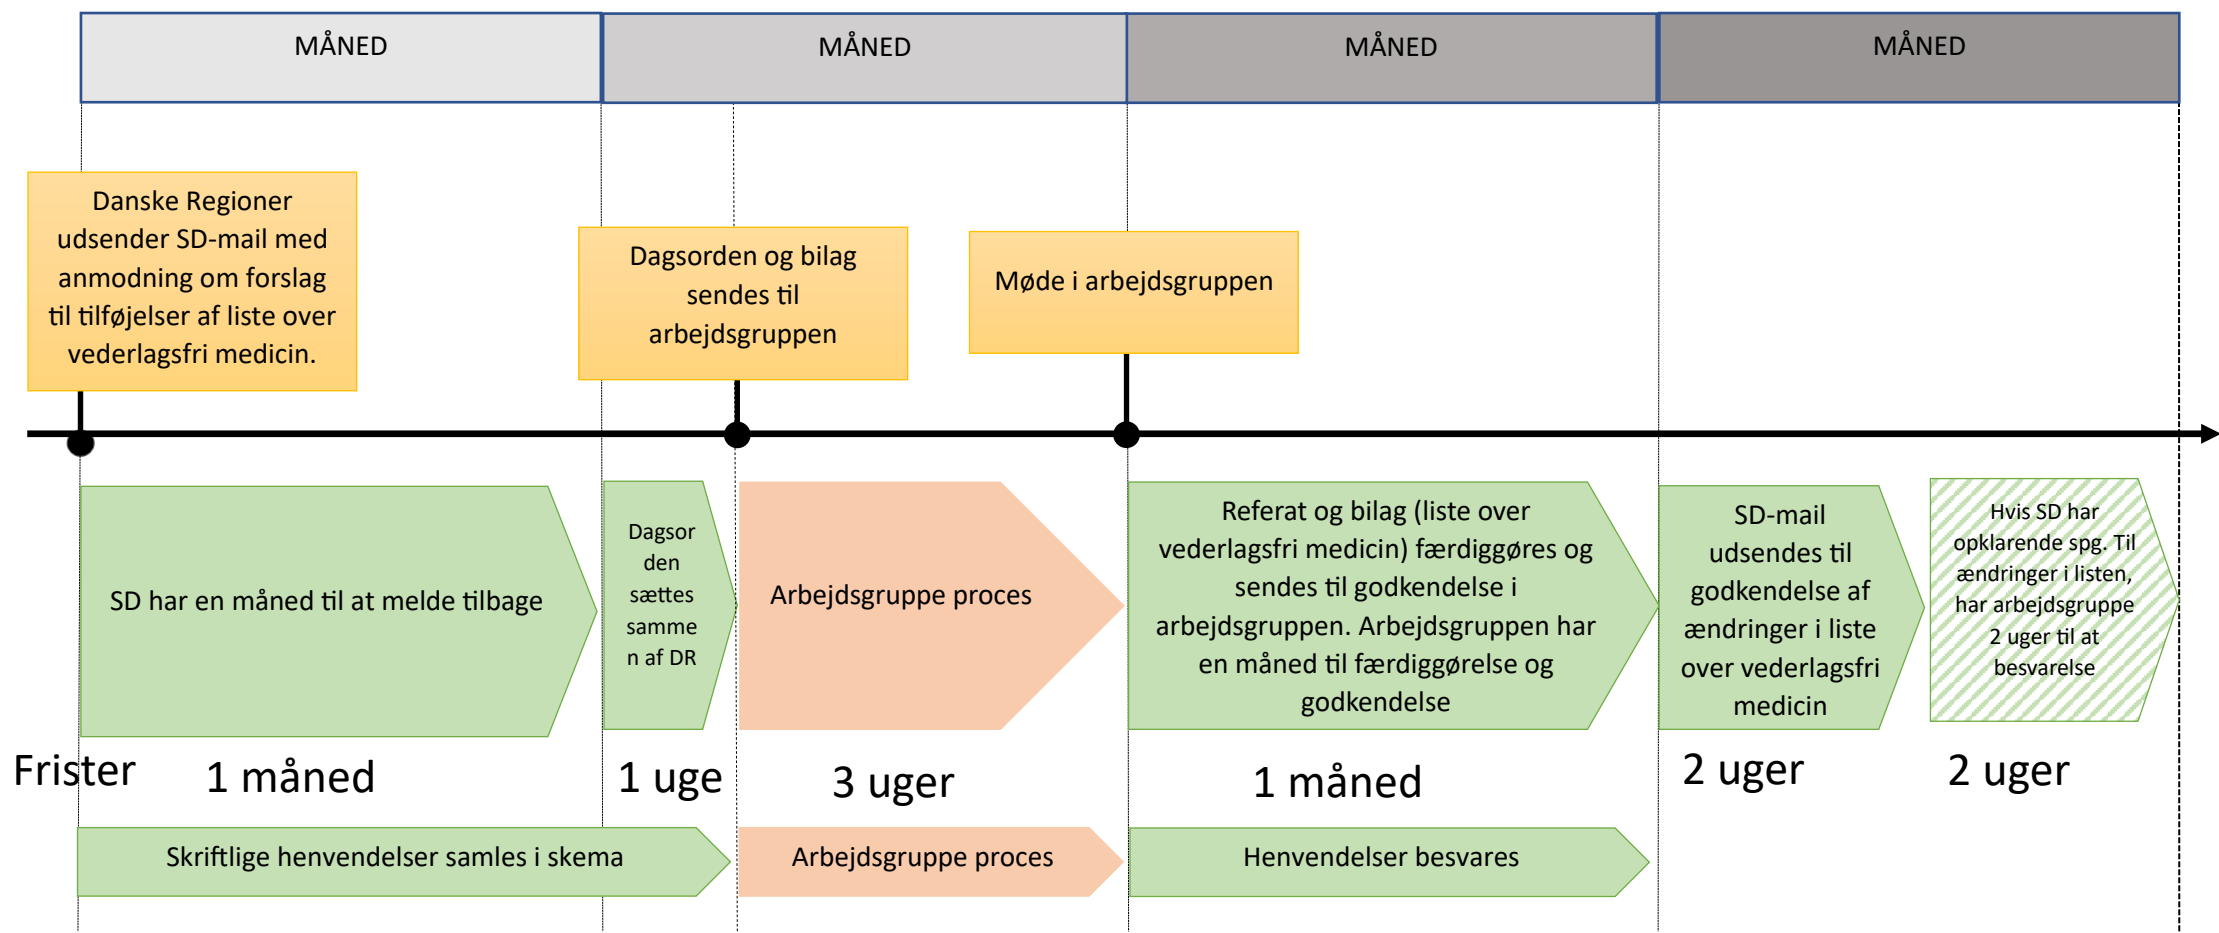 MÅNED
MÅNED
MÅNED
MÅNED
Danske Regioner
udsender SD-mail med
anmodning om forslag
til tilføjelser af liste over
vederlagsfri medicin.
Dagsorden og bilag
sendes til
arbejdsgruppen
Møde i arbejdsgruppen
SD har en måned til at melde tilbage
Dagsor
den
sættes
samme
n af DR
Arbejdsgruppe proces
Referat og bilag (liste over
vederlagsfri medicin) færdiggøres og
sendes til godkendelse i
arbejdsgruppen. Arbejdsgruppen har
en måned til færdiggørelse og
godkendelse
SD-mail
udsendes til
godkendelse af
ændringer i liste
over vederlagsfri
medicin
Hvis SD har
opklarende spg. Til
ændringer i listen,
har arbejdsgruppe
2 uger til at
besvarelse
Frister
1 måned
1 uge
3 uger
1 måned
2 uger
2 uger
Skriftlige henvendelser samles i skema
Arbejdsgruppe proces
Henvendelser besvares